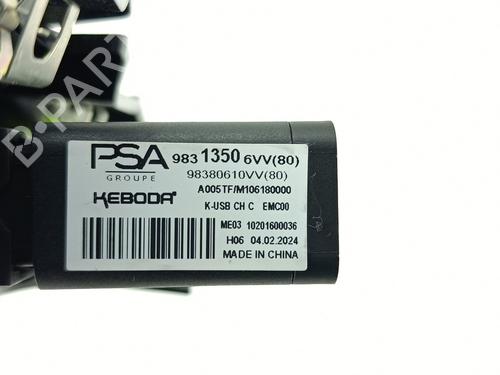 B-PARTS
PSA
GROUPE
983 1350 6VV(80)
98380610VV(80)
A005TF/M106180000
KEBODA
K-USB CH C EMC00
ME03 10201600036
H06 04.02.2024
MADE IN CHINA